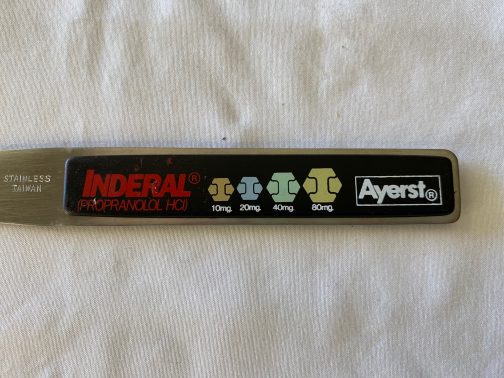 STAINLESS
TAIWAN
INDERAL®
(PROPRANOLOL HCl)
10mg. 20mg. 40mg. 80mg.
Ayerst®